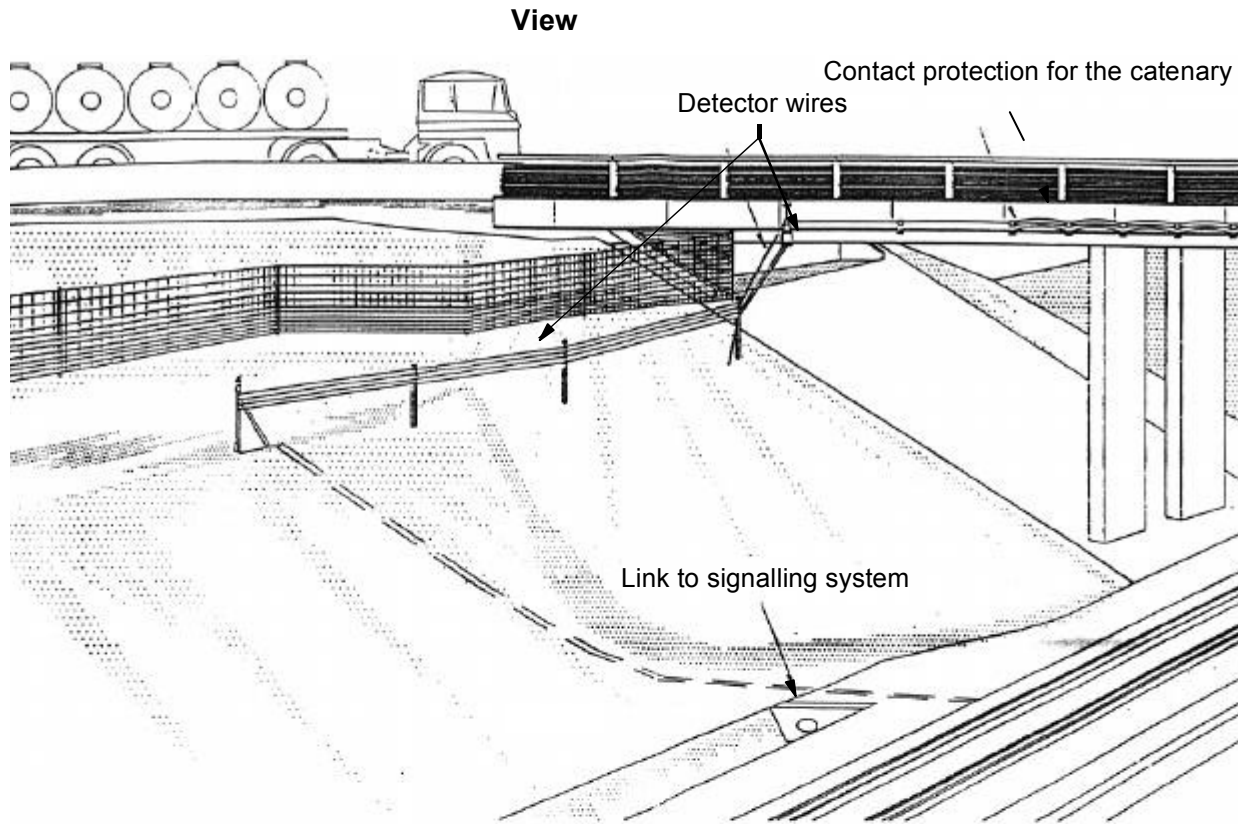 View
Contact protection for the catenary
Detector wires
Link to signalling system